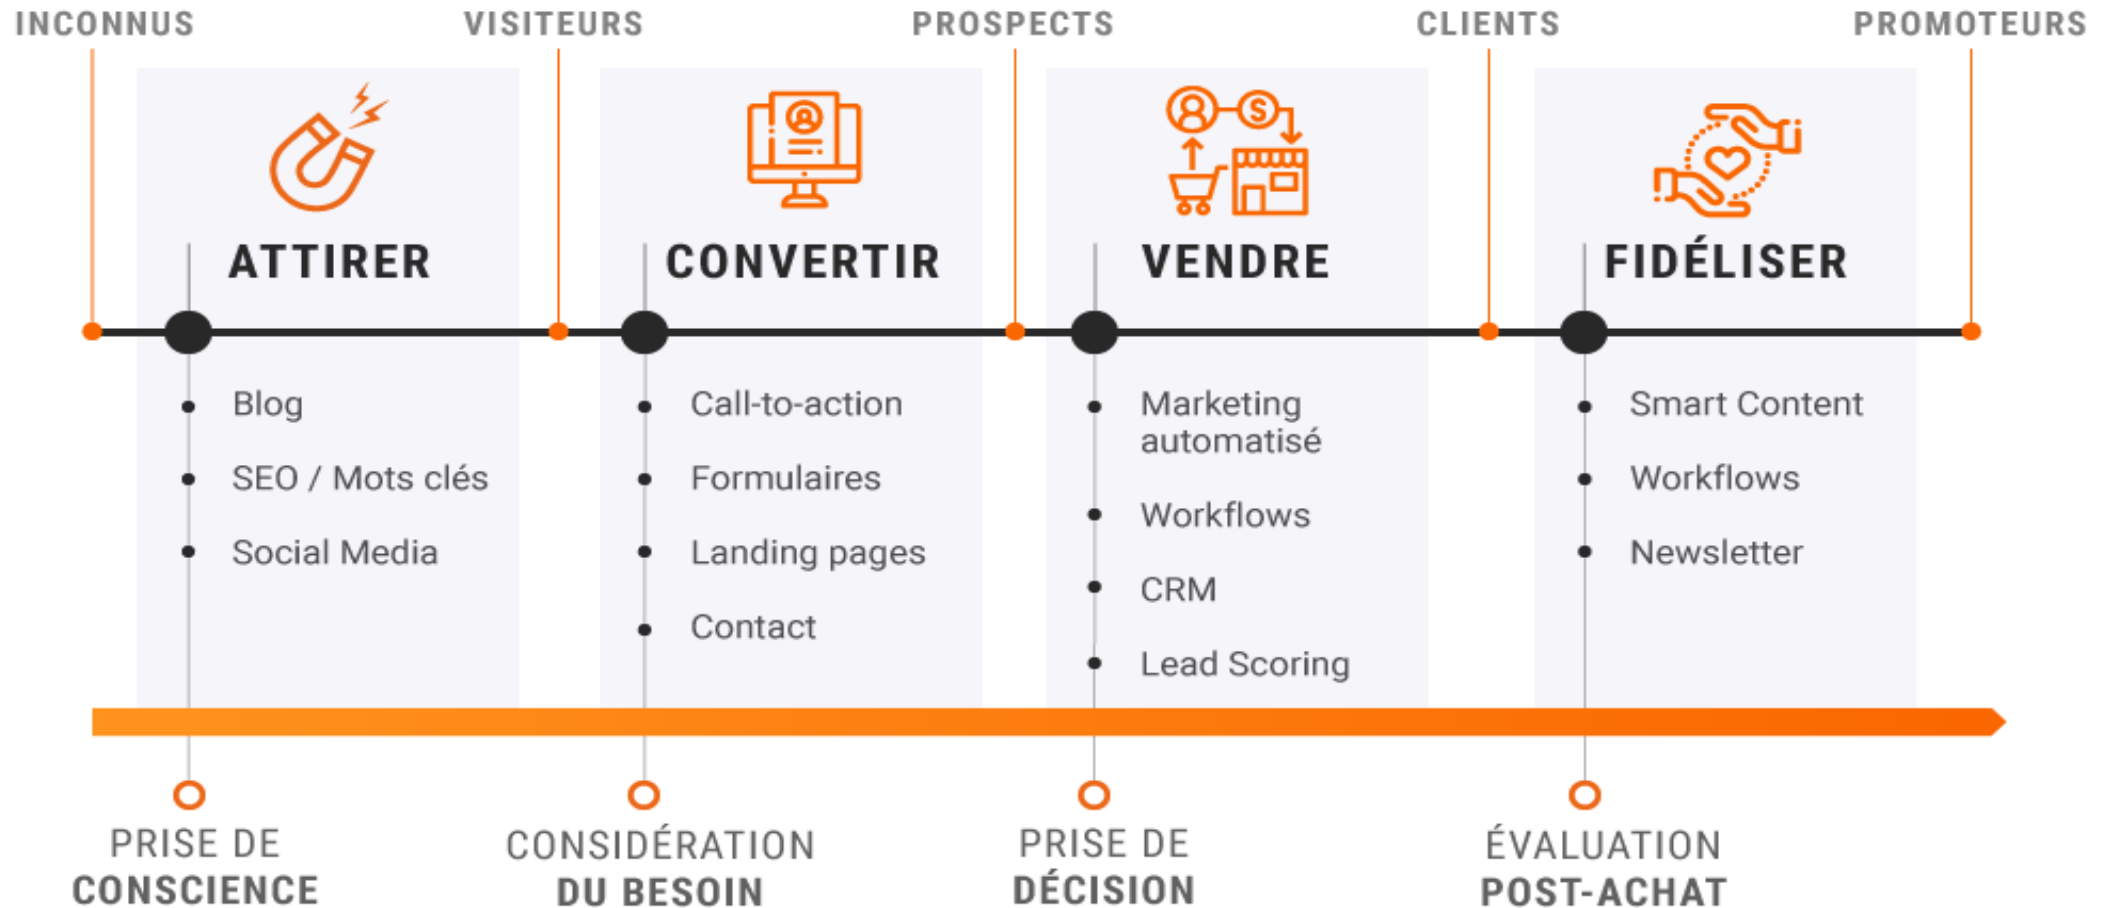 INCONNUS
VISITEURS
PROSPECTS
CLIENTS
PROMOTEURS
ATTIRER
Blog
SEO / Mots clés
Social Media
CONVERTIR
Call-to-action
Formulaires
Landing pages
Contact
VENDRE
Marketing
automatisé
Workflows
CRM
Lead Scoring
FIDÉLISER
Smart Content
Workflows
Newsletter
PRISE DE
CONSCIENCE
CONSIDÉRATION
DU BESOIN
PRISE DE
DÉCISION
ÉVALUATION
POST-ACHAT